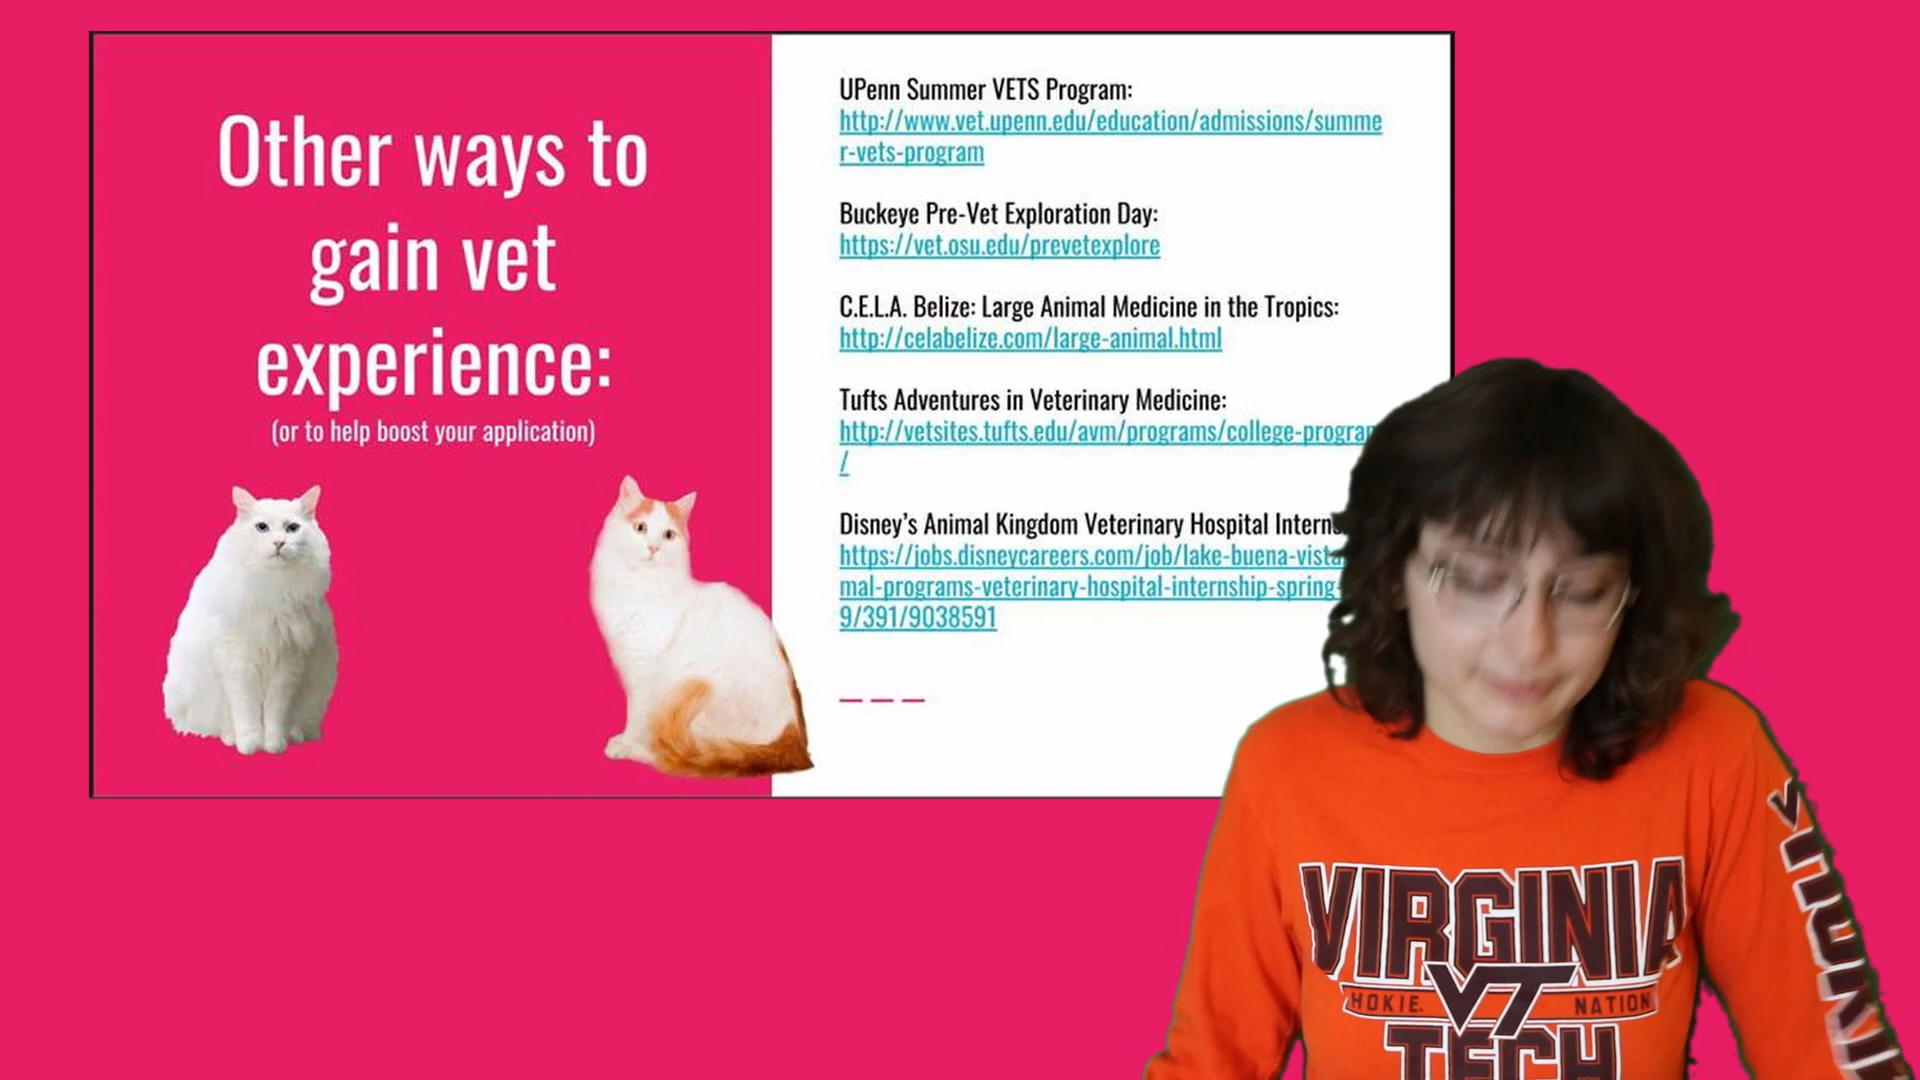 Other ways to
gain vet
experience:
(or to help boost your application)
UPenn Summer VETS Program:
http://www.vet.upenn.edu/education/admissions/summe
r-vets-program
Buckeye Pre-Vet Exploration Day:
https://vet.osu.edu/prevetexplore
C.E.L.A. Belize: Large Animal Medicine in the Tropics:
http://celabelize.com/large-animal.html
Tufts Adventures in Veterinary Medicine:
http://vetsites.tufts.edu/avm/programs/college-progra
/
Disney's Animal Kingdom Veterinary Hospital Intern
https://jobs.disneycareers.com/job/lake-buena-vista
mal-programs-veterinary-hospital-internship-spring-
9/391/9038591
VIRGINIA
HOKIE VT NATION
TECH